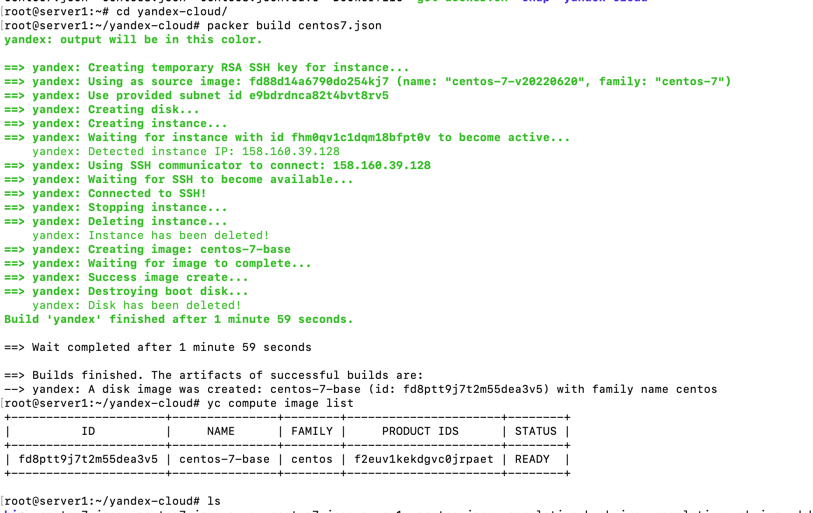 [root@server1:~# cd yandex-cloud/
[root@server1:~/yandex-cloud# packer build centos7.json
yandex: output will be in this color.
==> yandex: Creating temporary RSA SSH key for instance...
==> yandex: Using as source image: fd88d14a6790do254kj7 (name: "centos-7-v20220620", family: "centos-7")
==> yandex: Use provided subnet id e9bdrdnca82t4bvt8rv5
==> yandex: Creating disk...
==> yandex: Creating instance...
==> yandex: Waiting for instance with id fhm0qv1c1dqm18bfpt0v to become active...
yandex: Detected instance IP: 158.160.39.128
==> yandex: Using SSH communicator to connect: 158.160.39.128
==> yandex: Waiting for SSH to become available...
==> yandex: Connected to SSH!
==> yandex: Stopping instance...
==> yandex: Deleting instance...
yandex: Instance has been deleted!
==> yandex: Creating image: centos-7-base
==> yandex: Waiting for image to complete...
==> yandex: Success image create...
==> yandex: Destroying boot disk...
yandex: Disk has been deleted!
Build 'yandex' finished after 1 minute 59 seconds.
==> Wait completed after 1 minute 59 seconds
==> Builds finished. The artifacts of successful builds are:
--> yandex: A disk image was created: centos-7-base (id: fd8ptt9j7t2m55dea3v5) with family name centos
[root@server1:~/yandex-cloud# yc compute image list
| ID | NAME | FAMILY | PRODUCT IDS | STATUS |
| fd8ptt9j7t2m55dea3v5 | centos-7-base | centos | f2euv1kekdgvc0jrpaet | READY |
[root@server1:~/yandex-cloud# ls